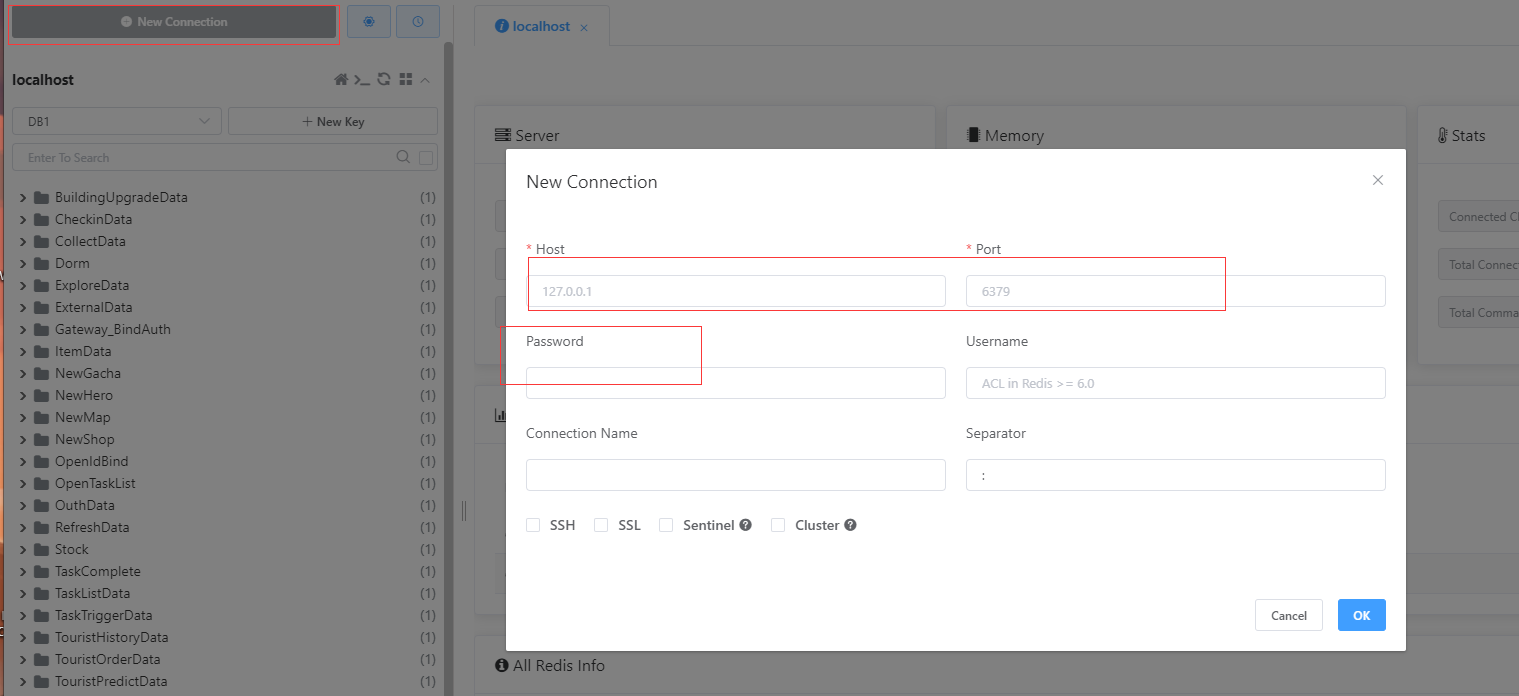 New Connection
localhost
localhost
DB1
New Key
Enter To Search
BuildingUpgradeData (1)
CheckinData (1)
CollectData (1)
Dorm (1)
ExploreData (1)
ExternalData (1)
Gateway_BindAuth (1)
ItemData (1)
NewGacha (1)
NewHero (1)
NewMap (1)
NewShop (1)
OpenIdBind (1)
OpenTaskList (1)
OuthData (1)
RefreshData (1)
Stock (1)
TaskComplete (1)
TaskListData (1)
TaskTriggerData (1)
TouristHistoryData (1)
TouristOrderData (1)
TouristPredictData (1)
Server
Memory
Stats
Connected Cl
Total Connec
Total Comma
New Connection
* Host
* Port
127.0.0.1
6379
Password
Username
ACL in Redis >= 6.0
Connection Name
Separator
:
SSH SSL Sentinel Cluster
Cancel
OK
All Redis Info